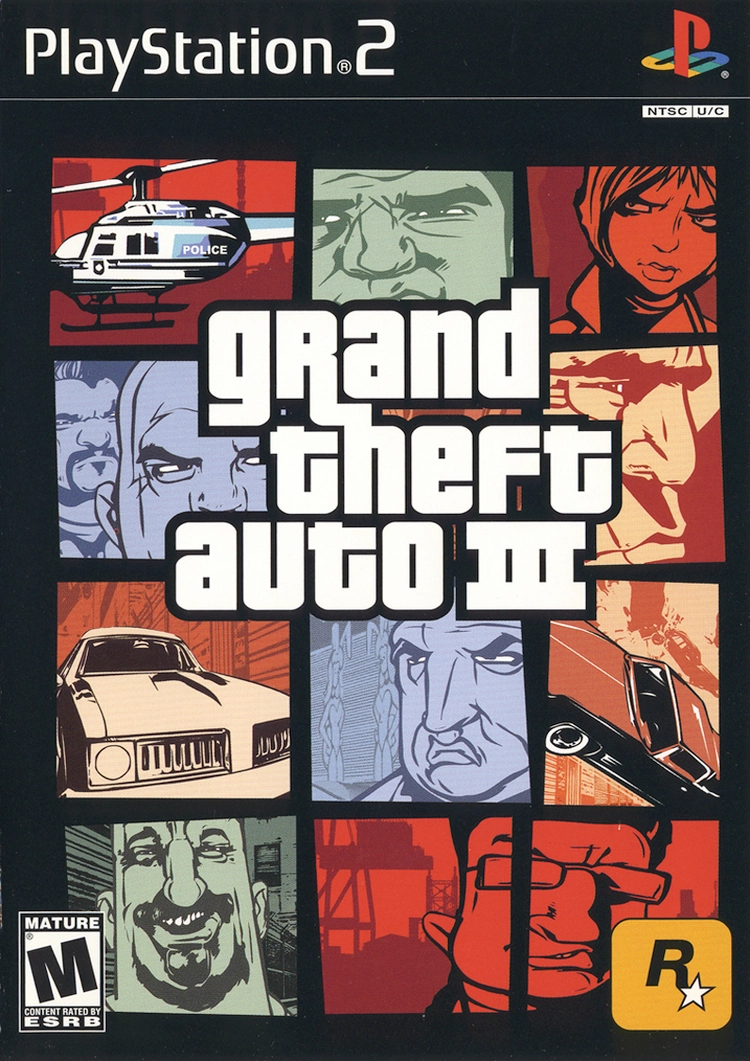 PlayStation®2
®
NTSC U/C
POLICE
grand
theft
auto III
MATURE
®
M
CONTENT RATED BY
ESRB
R